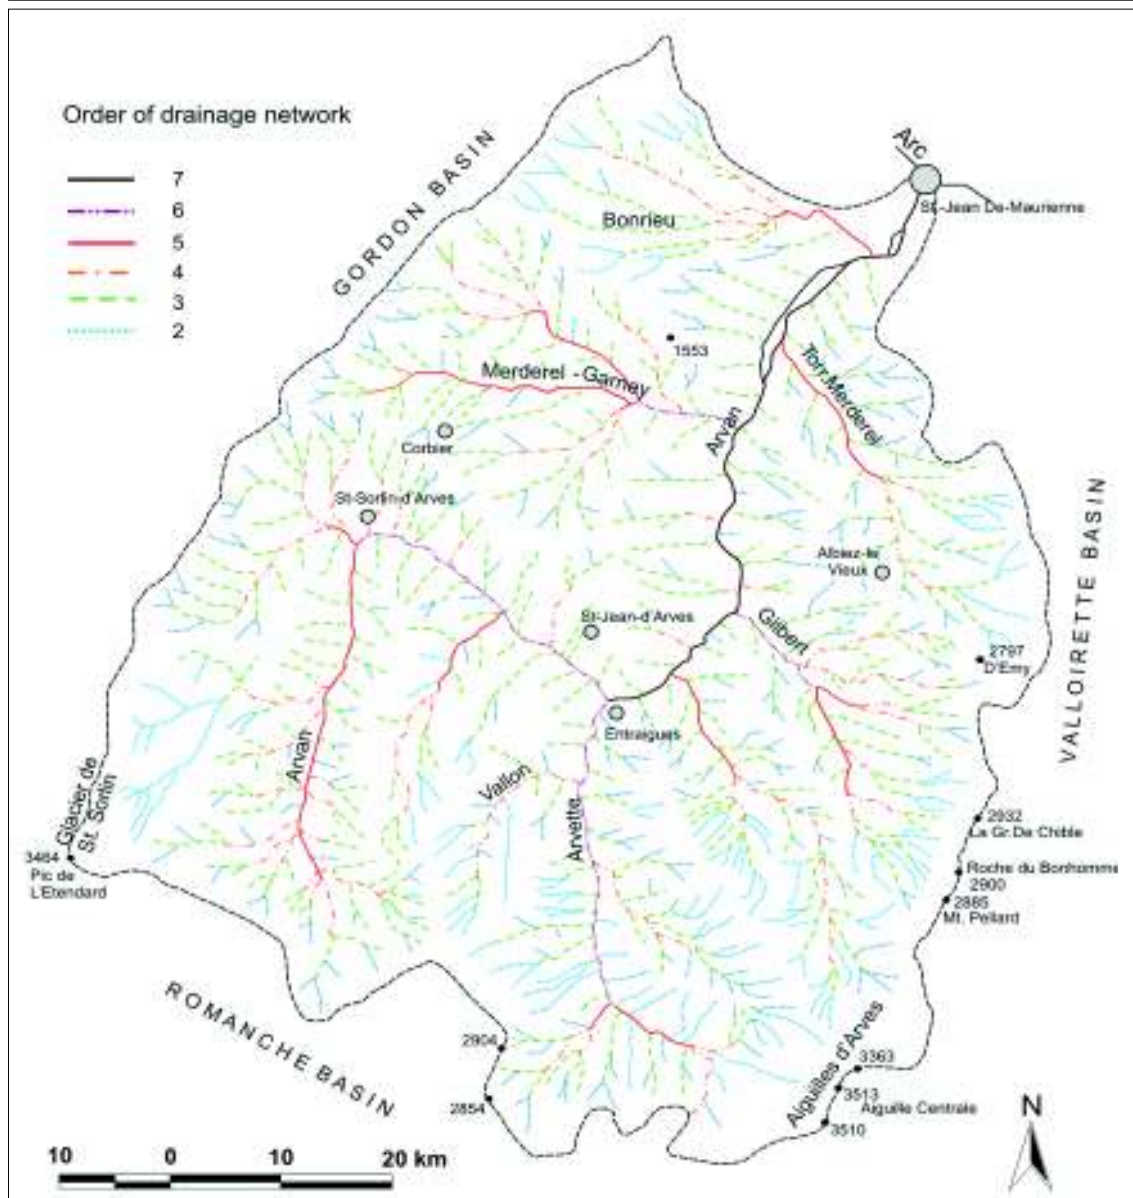 Order of drainage network
7
6
5
4
3
2
GORDON BASIN
Arc
St.-Jean De-Maurienne
Bonrieu
1553
Merderel - Garney
Torr.Merderel
Arvan
Corbier
St-Sorlin-d'Arves
Albiez-le
Vieux
VALLOIRETTE BASIN
St-Jean-d'Arves
Gilbert
2797
D'Emy
Entraigues
Arvan
Vallon
Arvette
Glacier de
St. Sorlin
3464
Pic de
L'Etendard
2932
La Gr.De Chible
Roche du Bonhomme
2900
2885
Mt. Pellard
ROMANCHE BASIN
2904
2854
Aiguilles d'Arves
3363
3513
Aiguille Centrale
3510
N
10 0 10 20 km